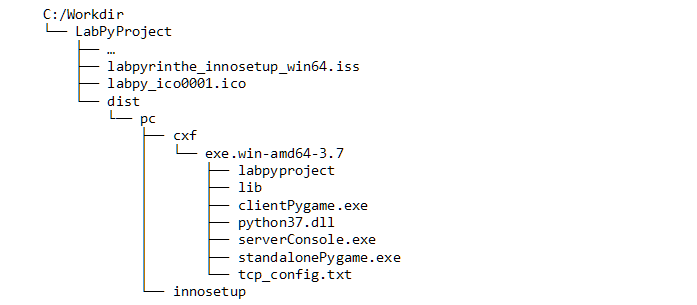 C:/Workdir
└── LabPyProject
├── …
├── labpyrinthe_innosetup_win64.iss
├── labpy_ico0001.ico
└── dist
└── pc
├── cxf
│ └── exe.win-amd64-3.7
│ ├── labpyproject
│ ├── lib
│ ├── clientPygame.exe
│ ├── python37.dll
│ ├── serverConsole.exe
│ ├── standalonePygame.exe
│ └── tcp_config.txt
└── innosetup